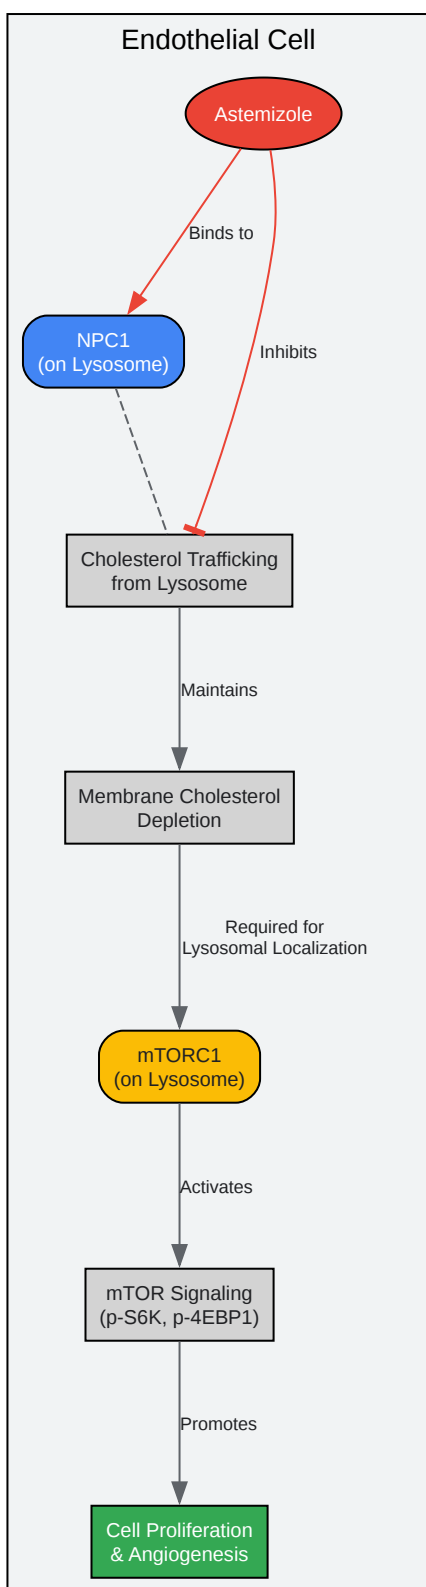 Endothelial Cell
Astemizole
Binds to
NPC1
(on Lysosome)
Inhibits
Cholesterol Trafficking
from Lysosome
Maintains
Membrane Cholesterol
Depletion
Required for
Lysosomal Localization
mTORC1
(on Lysosome)
Activates
mTOR Signaling
(p-S6K, p-4EBP1)
Promotes
Cell Proliferation
& Angiogenesis